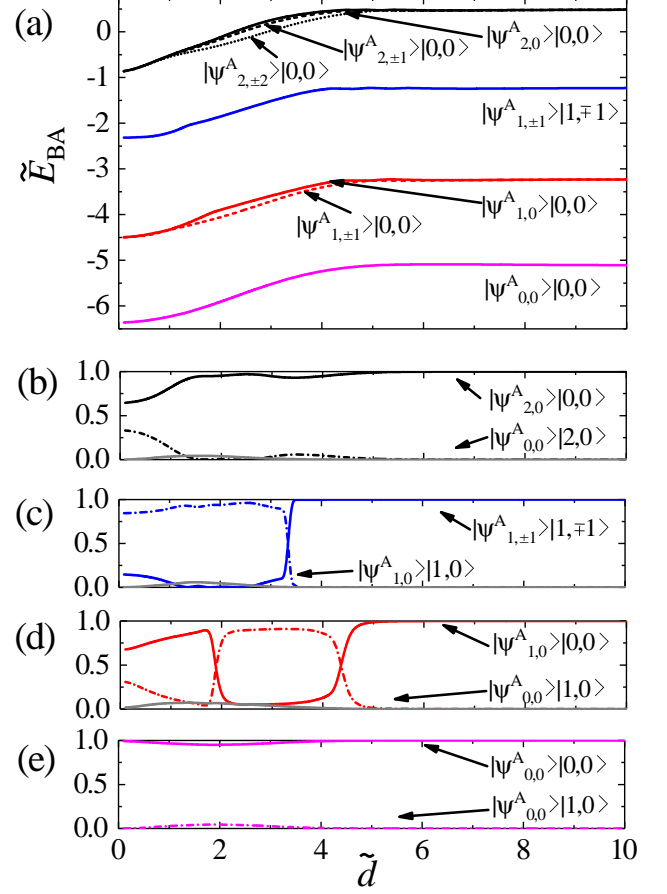 (a)
0
-1
-2
-3
-4
-5
-6
Ẽ_BA
|ψ^A_{2,±2}>|0,0>
|ψ^A_{2,±1}>|0,0>
|ψ^A_{2,0}>|0,0>
|ψ^A_{1,±1}>|1,∓1>
|ψ^A_{1,0}>|0,0>
|ψ^A_{1,±1}>|0,0>
|ψ^A_{0,0}>|0,0>
(b)
1.0
0.5
0.0
|ψ^A_{2,0}>|0,0>
|ψ^A_{0,0}>|2,0>
(c)
1.0
0.5
0.0
|ψ^A_{1,±1}>|1,∓1>
|ψ^A_{1,0}>|1,0>
(d)
1.0
0.5
0.0
|ψ^A_{1,0}>|0,0>
|ψ^A_{0,0}>|1,0>
(e)
1.0
0.5
0.0
|ψ^A_{0,0}>|0,0>
|ψ^A_{0,0}>|1,0>
0 2 4 6 8 10
d̃